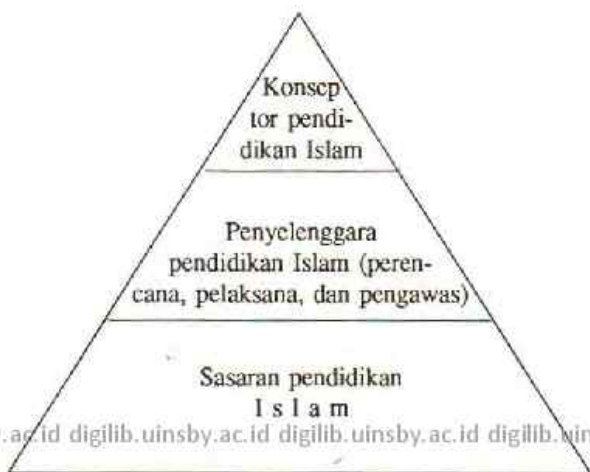 Konsep
tor pendi-
dikan Islam
Penyelenggara
pendidikan Islam (peren-
cana, pelaksana, dan pengawas)
Sasaran pendidikan
I s l a m
y.ac.id digilib.uinsby.ac.id digilib.uinsby.ac.id digilib.uin